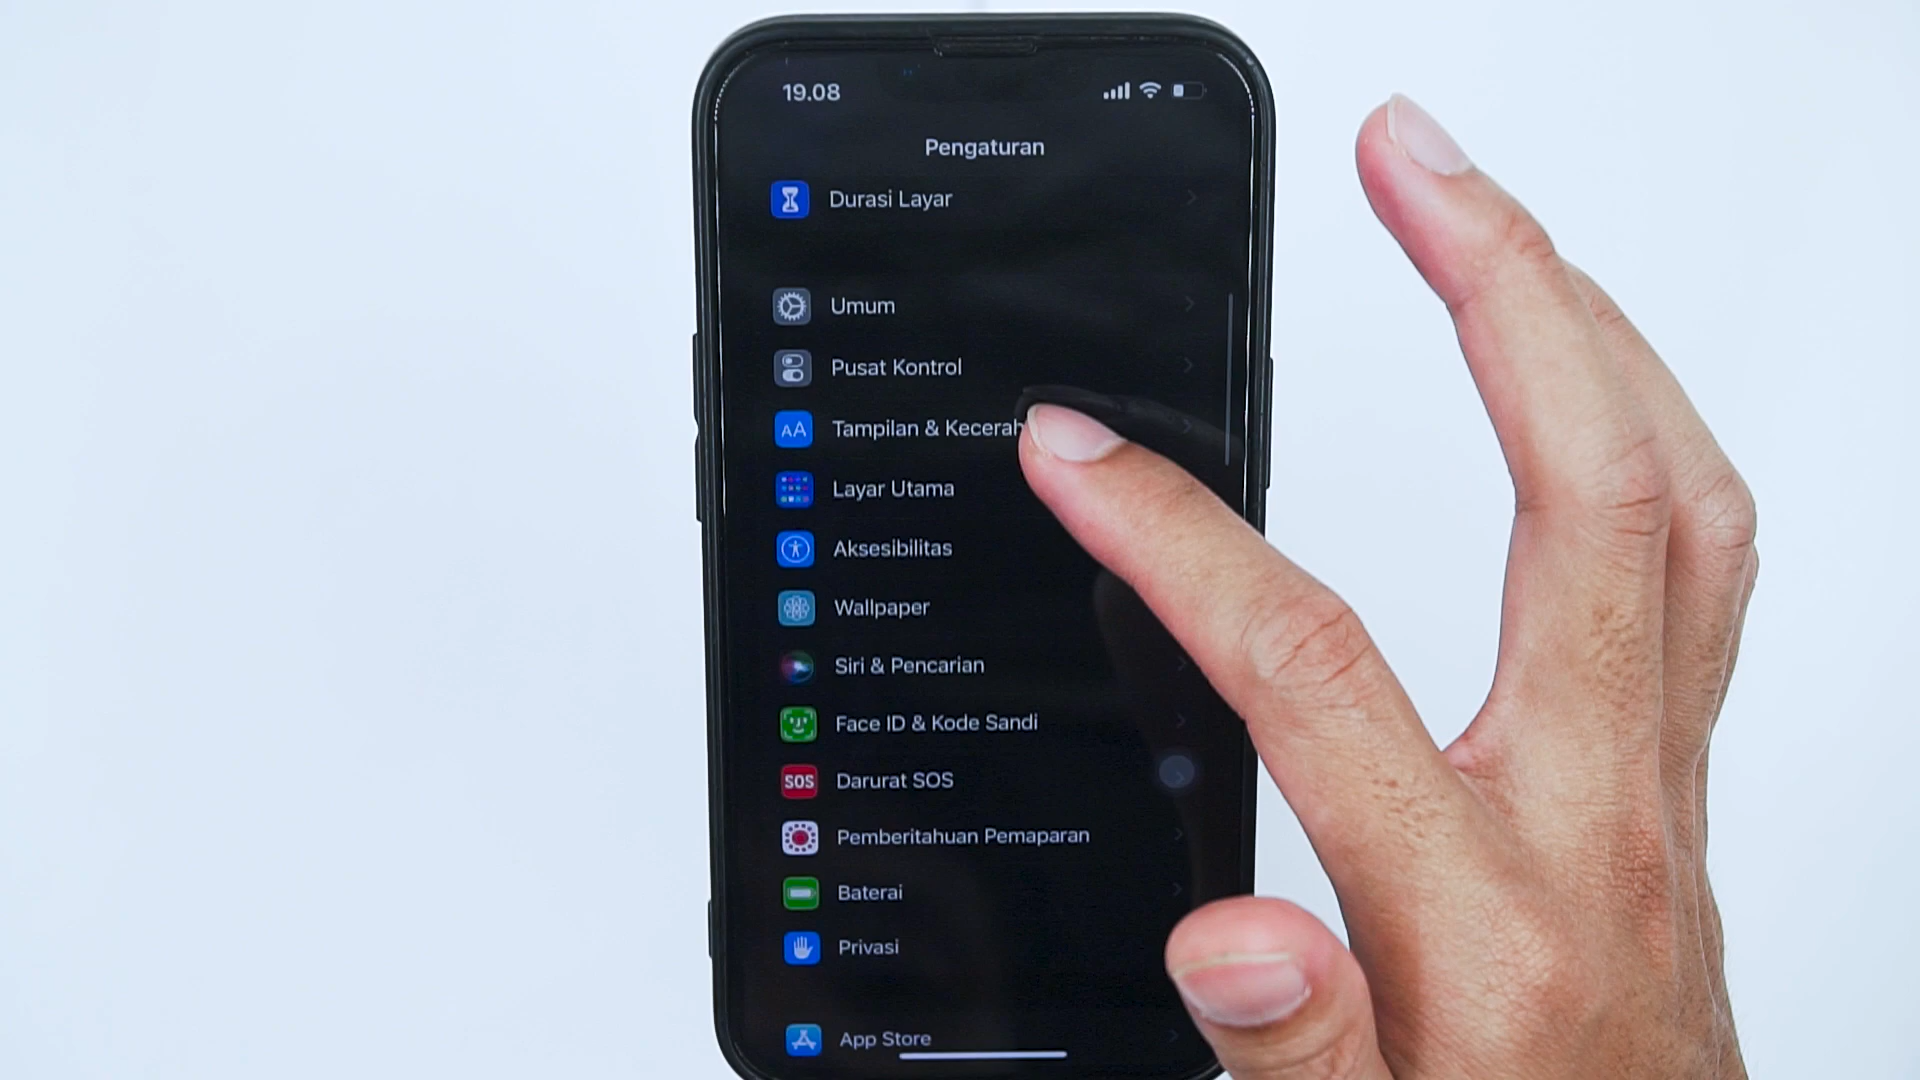 19.08
Pengaturan
Durasi Layar
Umum
Pusat Kontrol
AA Tampilan & Kecerah
Layar Utama
Aksesibilitas
Wallpaper
Siri & Pencarian
Face ID & Kode Sandi
SOS Darurat SOS
Pemberitahuan Pemaparan
Baterai
Privasi
App Store